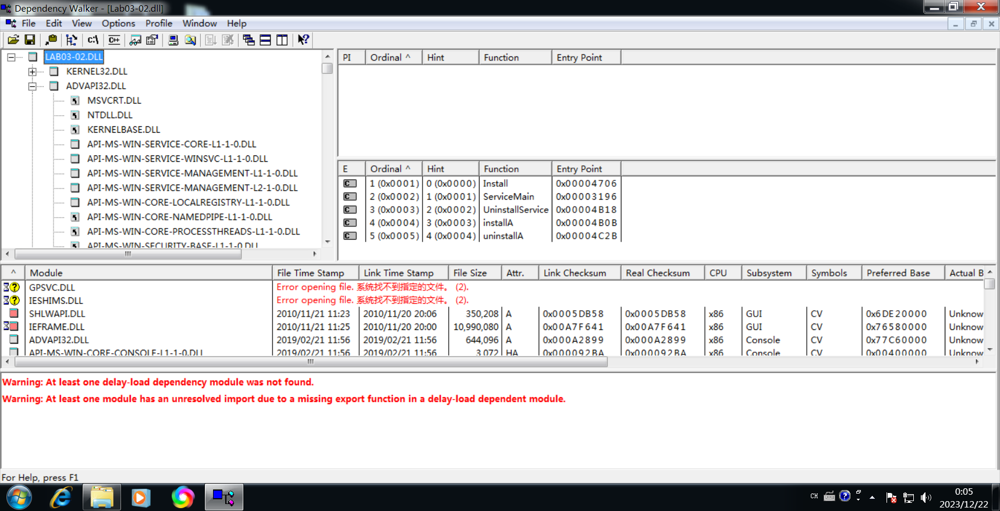 Dependency Walker - [Lab03-02.dll]
File Edit View Options Profile Window Help
c:\ C++
LAB03-02.DLL
KERNEL32.DLL
ADVAPI32.DLL
MSVCRT.DLL
NTDLL.DLL
KERNELBASE.DLL
API-MS-WIN-SERVICE-CORE-L1-1-0.DLL
API-MS-WIN-SERVICE-WINSVC-L1-1-0.DLL
API-MS-WIN-SERVICE-MANAGEMENT-L1-1-0.DLL
API-MS-WIN-SERVICE-MANAGEMENT-L2-1-0.DLL
API-MS-WIN-CORE-LOCALREGISTRY-L1-1-0.DLL
API-MS-WIN-CORE-NAMEDPIPE-L1-1-0.DLL
API-MS-WIN-CORE-PROCESSTHREADS-L1-1-0.DLL
API-MS-WIN-SECURITY-BASE-L1-1-0.DLL
PI Ordinal ^ Hint Function Entry Point
E Ordinal ^ Hint Function Entry Point
C 1 (0x0001) 0 (0x0000) Install 0x00004706
C 2 (0x0002) 1 (0x0001) ServiceMain 0x00003196
C 3 (0x0003) 2 (0x0002) UninstallService 0x00004B18
C 4 (0x0004) 3 (0x0003) installA 0x00004B0B
C 5 (0x0005) 4 (0x0004) uninstallA 0x00004C2B
^ Module File Time Stamp Link Time Stamp File Size Attr. Link Checksum Real Checksum CPU Subsystem Symbols Preferred Base Actual B
GPSVC.DLL Error opening file. 系统找不到指定的文件。 (2).
IESHIMS.DLL Error opening file. 系统找不到指定的文件。 (2).
SHLWAPI.DLL 2010/11/21 11:23 2010/11/20 20:06 350,208 A 0x0005DB58 0x0005DB58 x86 GUI CV 0x6DE20000 Unknow
IEFRAME.DLL 2010/11/21 11:25 2010/11/20 20:00 10,990,080 A 0x00A7F641 0x00A7F641 x86 GUI CV 0x76580000 Unknow
ADVAPI32.DLL 2019/02/21 11:56 2019/02/21 11:56 644,096 A 0x000A2899 0x000A2899 x86 Console CV 0x77C60000 Unknow
API-MS-WIN-CORE-CONSOLE-L1-1-0.DLL 2019/02/21 11:56 2019/02/21 11:56 3,072 HA 0x000092BA 0x000092BA x86 Console CV 0x00400000 Unknow
Warning: At least one delay-load dependency module was not found.
Warning: At least one module has an unresolved import due to a missing export function in a delay-load dependent module.
For Help, press F1
CH
0:05
2023/12/22